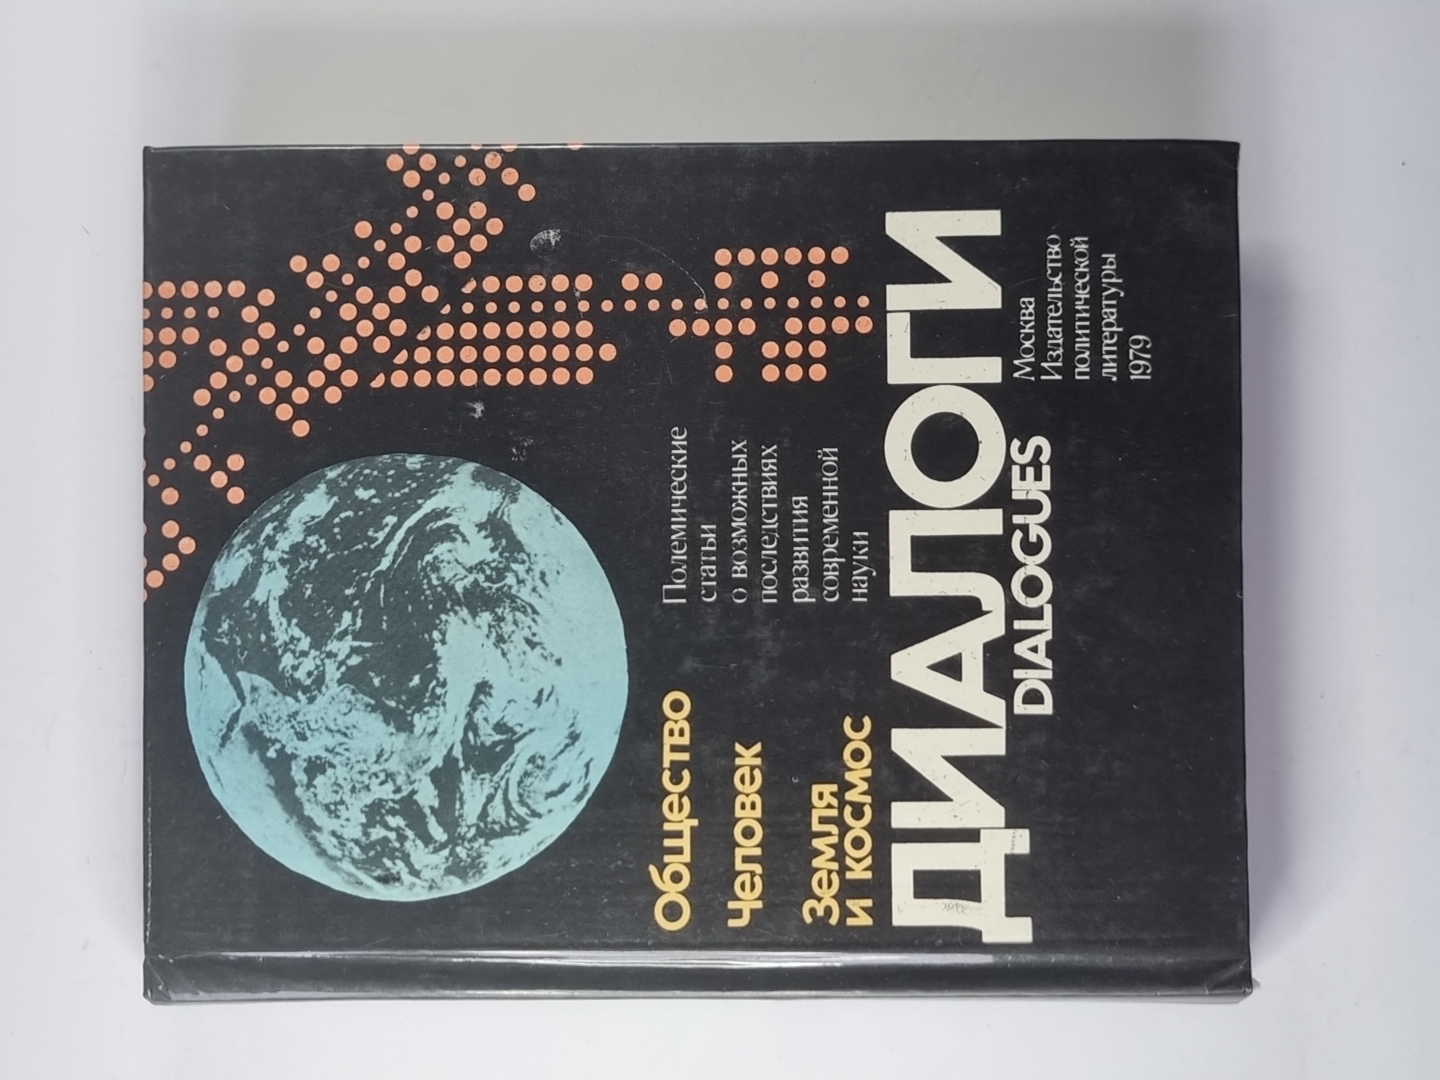 Общество
Человек
Земля
и космос
Полемические
статьи
о возможных
последствиях
развития
современной
науки
ДИАЛОГИ
DIALOGUES
Москва
Издательство
политической
литературы
1979